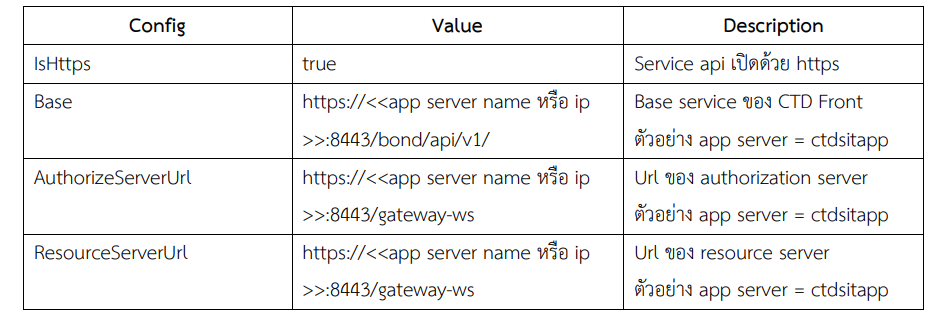 Config Value Description
IsHttps true Service api เปิดด้วย https
Base https://<<app server name หรือ ip Base service ของ CTD Front
>>:8443/bond/api/v1/ ตัวอย่าง app server = ctdsitapp
AuthorizeServerUrl https://<<app server name หรือ ip Url ของ authorization server
>>:8443/gateway-ws ตัวอย่าง app server = ctdsitapp
ResourceServerUrl https://<<app server name หรือ ip Url ของ resource server
>>:8443/gateway-ws ตัวอย่าง app server = ctdsitapp